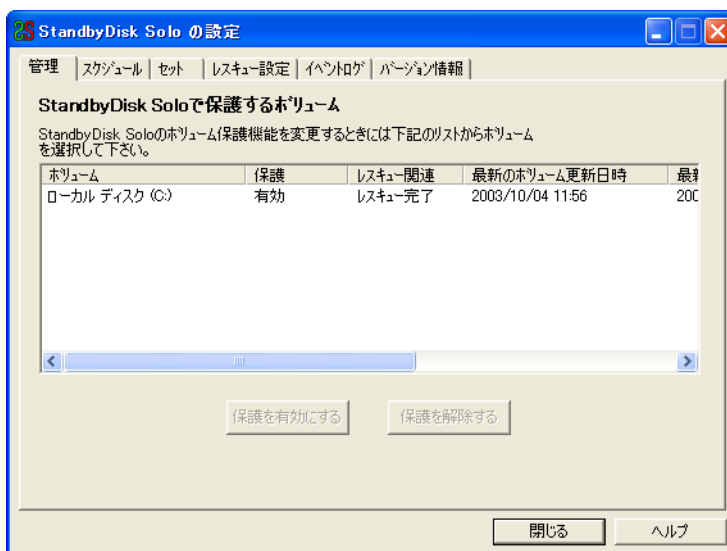 StandbyDisk Solo の設定
管理 スケジュール セット レスキュー設定 イベントログ バージョン情報
StandbyDisk Soloで保護するボリューム
StandbyDisk Soloのボリューム保護機能を変更するときには下記のリストからボリューム
を選択して下さい。
ボリューム 保護 レスキュー関連 最新のボリューム更新日時
ローカル ディスク (C:) 有効 レスキュー完了 2003/10/04 11:56
保護を有効にする 保護を解除する
閉じる ヘルプ